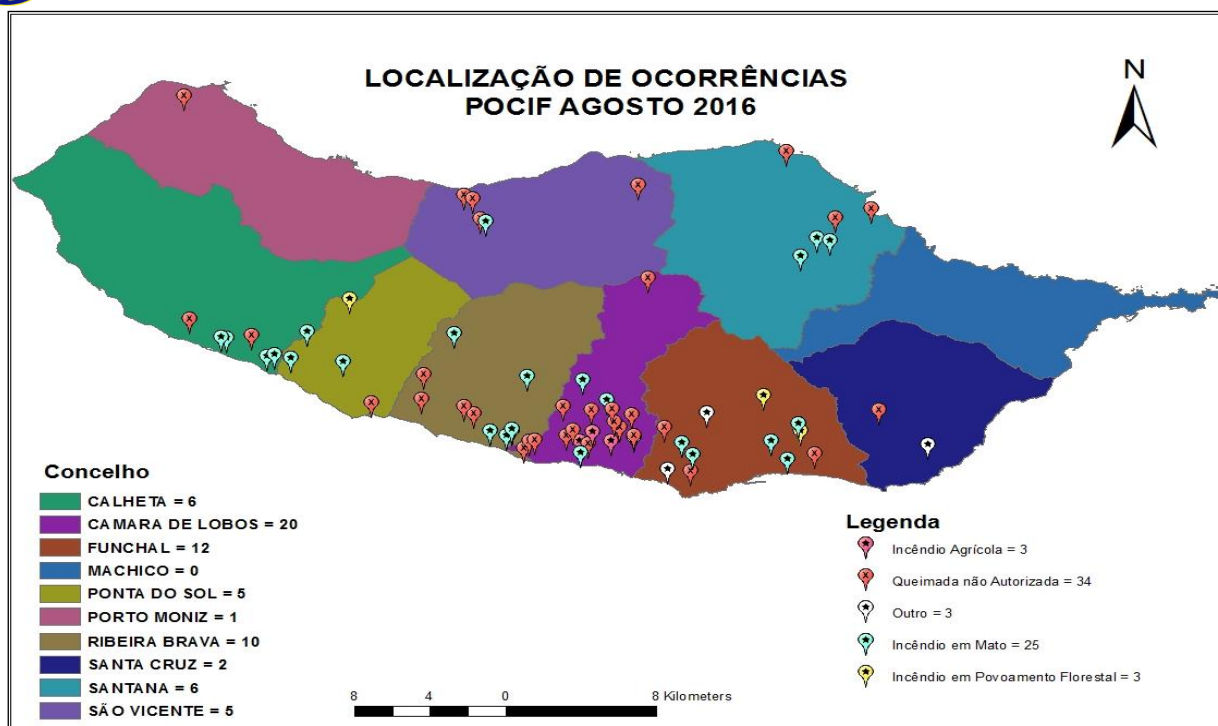 LOCALIZAÇÃO DE OCORRÊNCIAS
POCIF AGOSTO 2016
N
Concelho
CALHETA = 6
CAMARA DE LOBOS = 20
FUNCHAL = 12
MACHICO = 0
PONTA DO SOL = 5
PORTO MONIZ = 1
RIBEIRA BRAVA = 10
SANTA CRUZ = 2
SANTANA = 6
SÃO VICENTE = 5
8 4 0 8 Kilometers
Legenda
Incêndio Agrícola = 3
Queimada não Autorizada = 34
Outro = 3
Incêndio em Mato = 25
Incêndio em Povoamento Florestal = 3